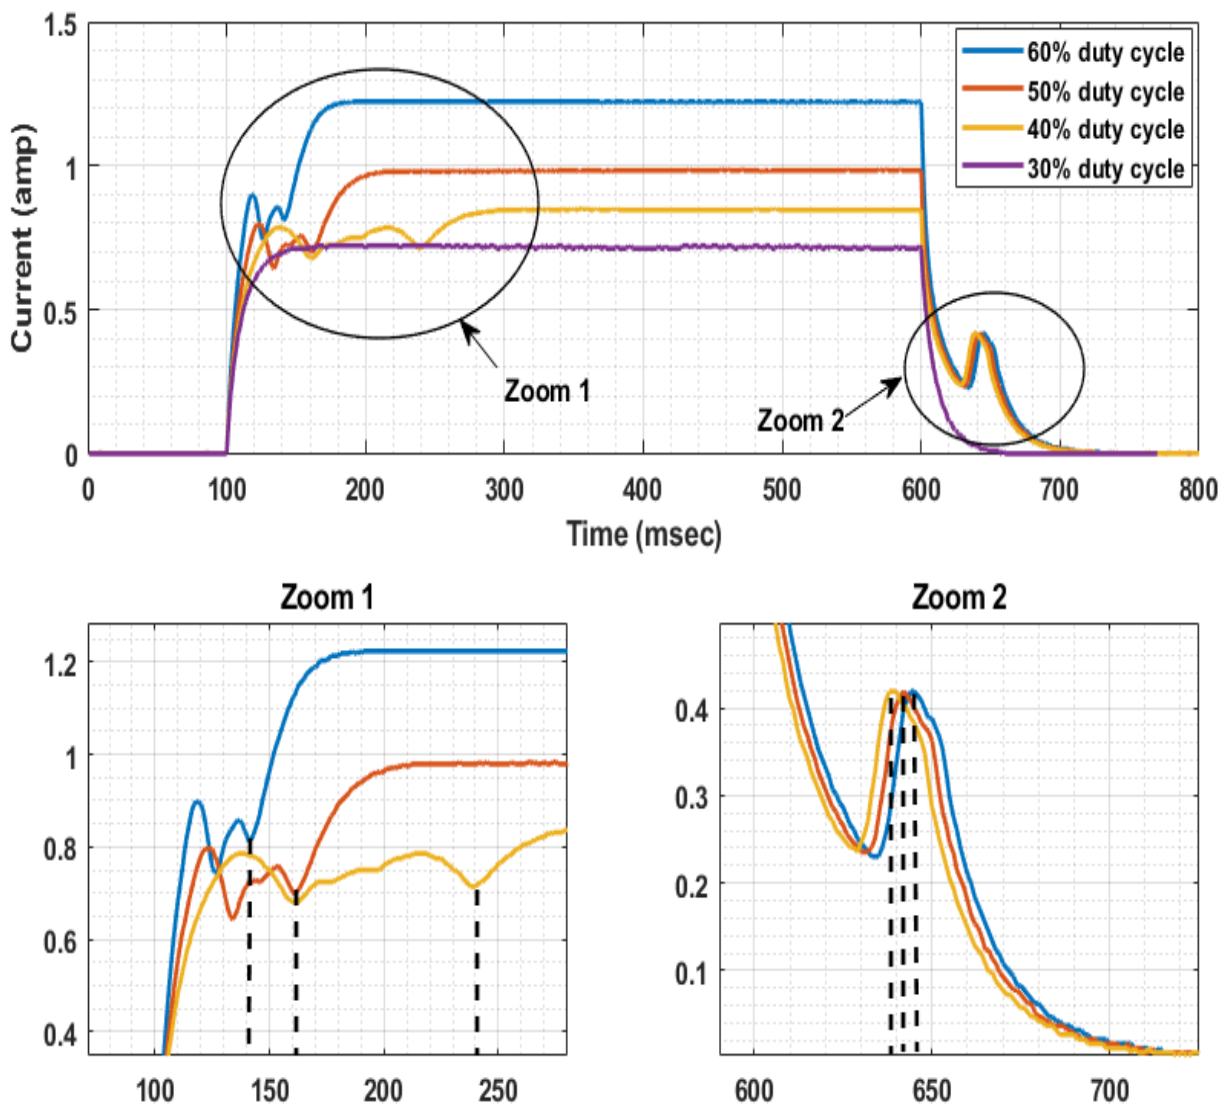 1.5
1
0.5
0
Current (amp)
60% duty cycle
50% duty cycle
40% duty cycle
30% duty cycle
Zoom 1
Zoom 2
0 100 200 300 400 500 600 700 800
Time (msec)
Zoom 1
1.2
1
0.8
0.6
0.4
100 150 200 250
Zoom 2
0.4
0.3
0.2
0.1
600 650 700